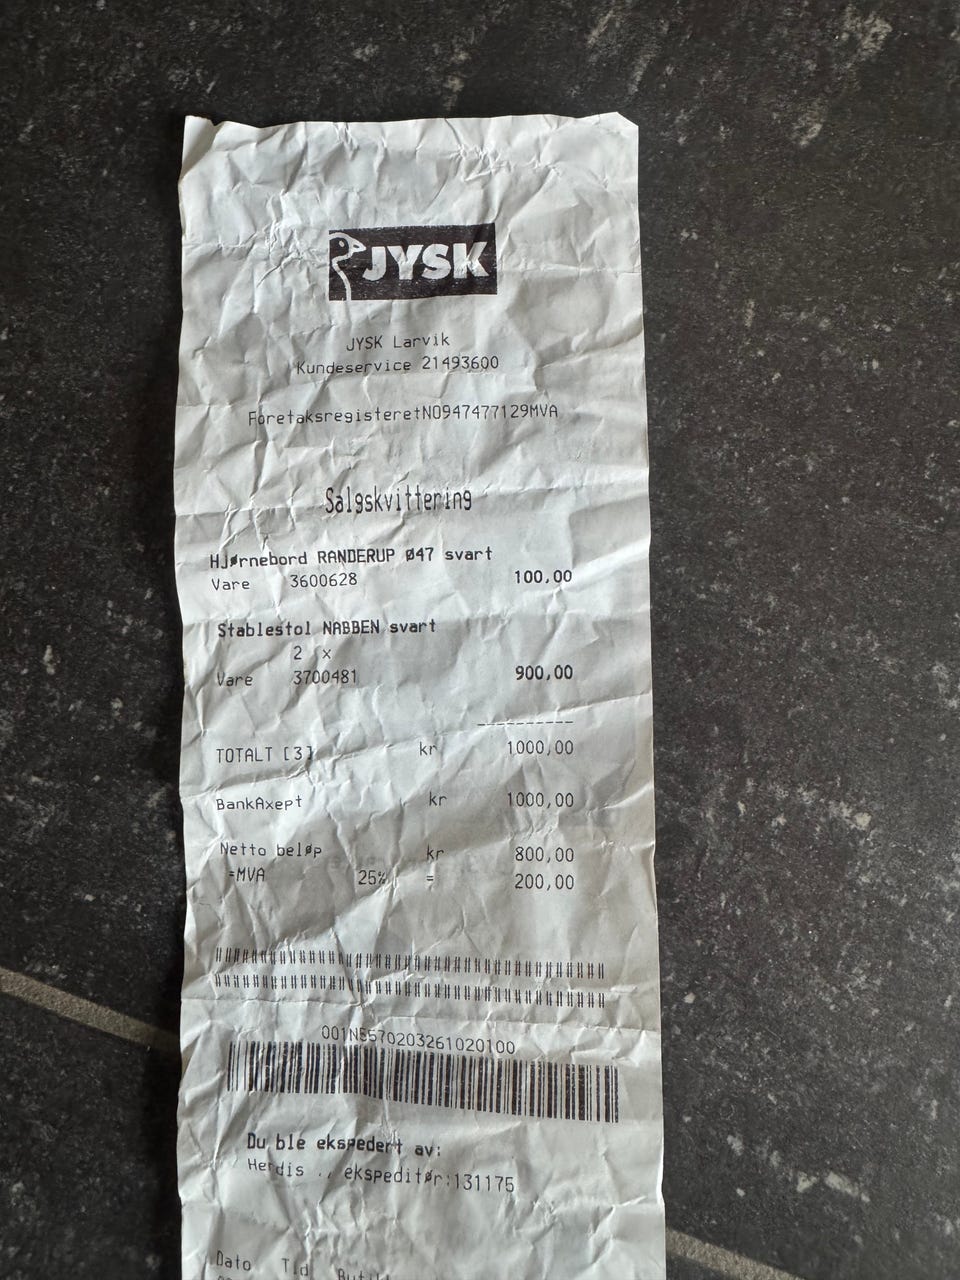 JYSK
JYSK Larvik
Kundeservice 21493600
ForetaksregisteretNO947477129MVA
Salgskvittering
Hjørnebord RANDERUP Ø47 svart
Vare 3600628 100,00
Stablestol NABBEN svart
2 x
Vare 3700481 900,00
----------
TOTALT [3] kr 1000,00
BankAxept kr 1000,00
Netto beløp kr 800,00
=MVA 25% = 200,00
###########################################
###########################################
001N5570203261020100
Du ble ekspedert av:
Herdis ., ekspeditør:131175
Dato Tid